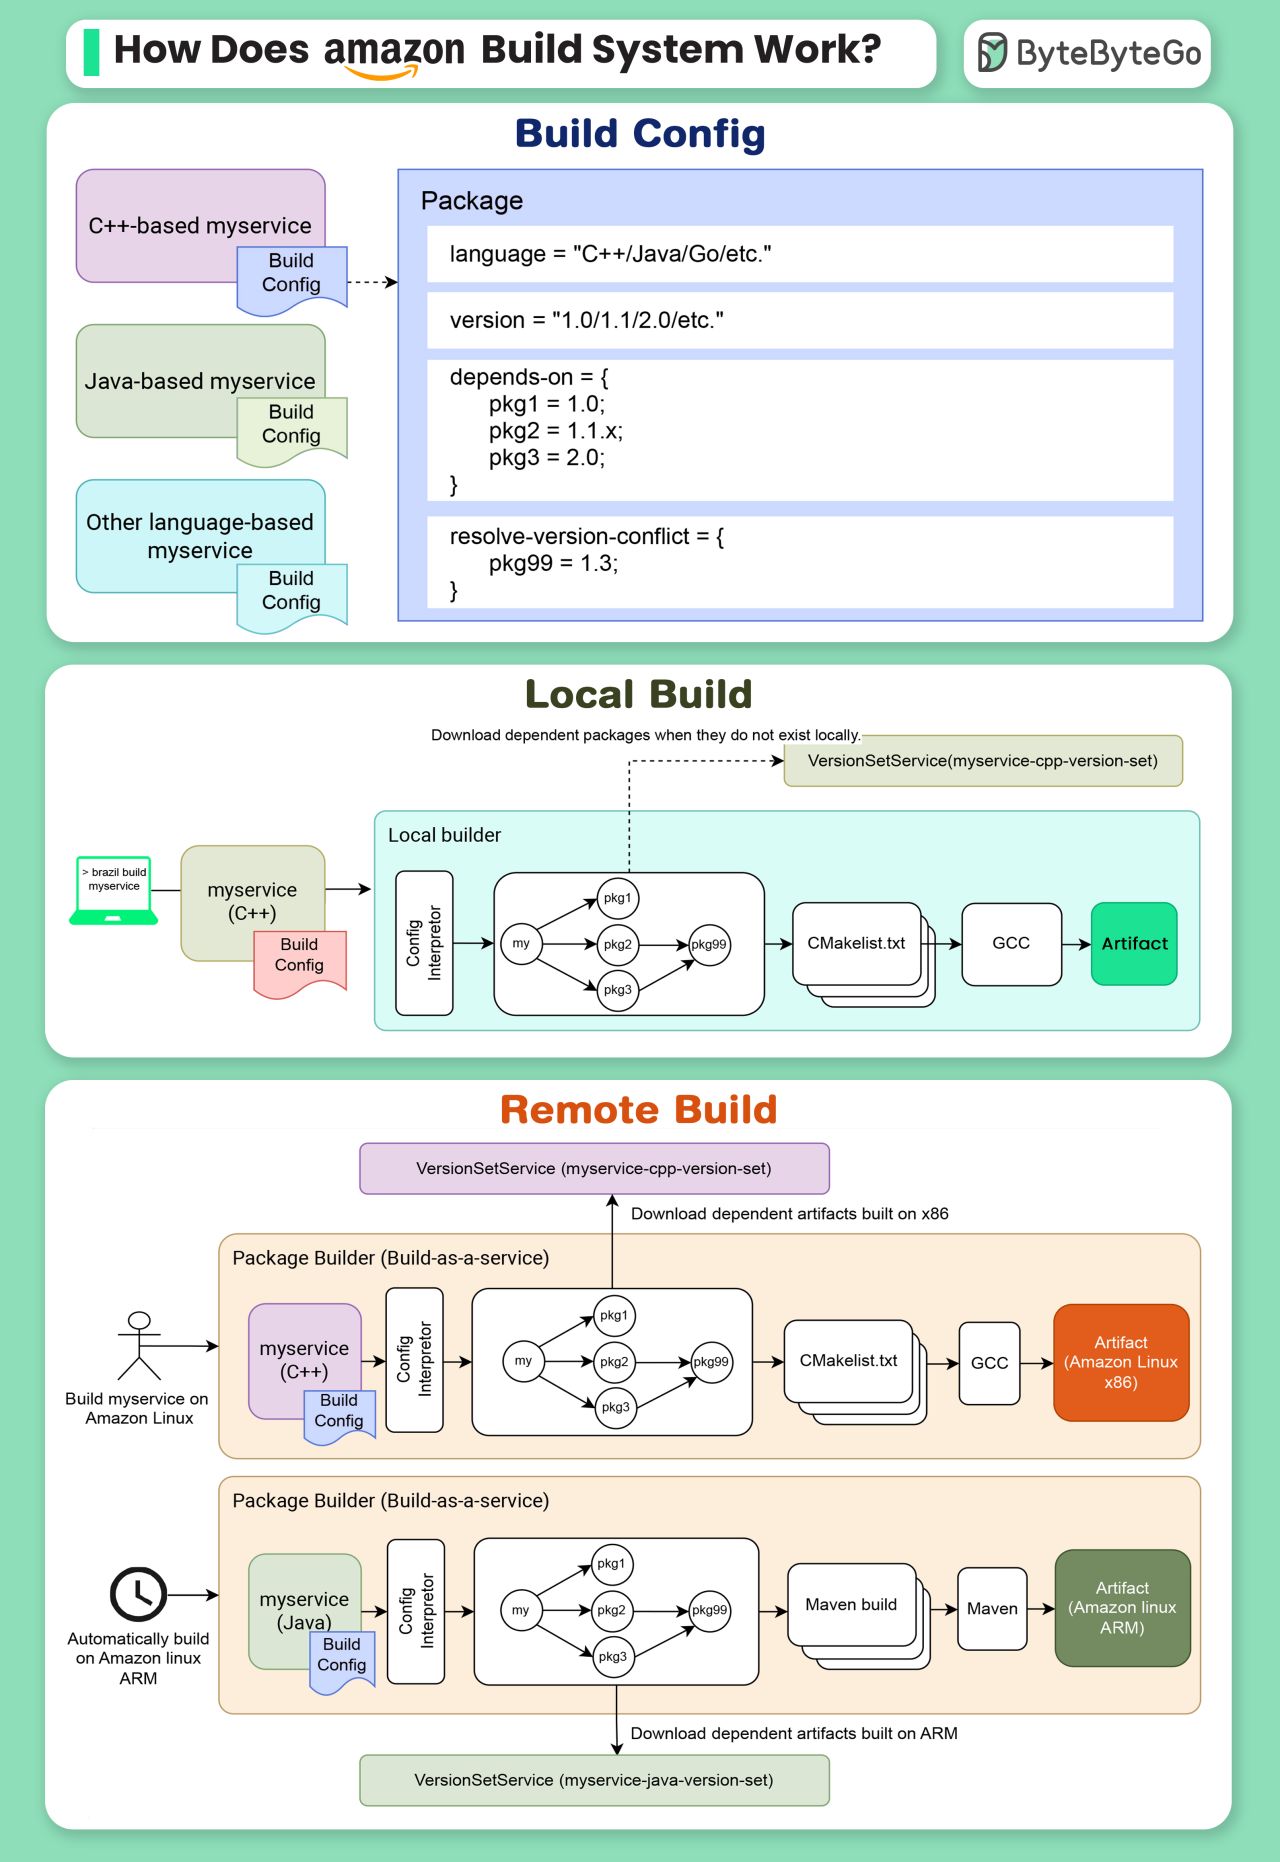 How Does amazon Build System Work?
ByteByteGo
Build Config
C++-based myservice
Build
Config
Java-based myservice
Build
Config
Other language-based
myservice
Build
Config
Package
language = "C++/Java/Go/etc."
version = "1.0/1.1/2.0/etc."
depends-on = {
pkg1 = 1.0;
pkg2 = 1.1.x;
pkg3 = 2.0;
}
resolve-version-conflict = {
pkg99 = 1.3;
}
Local Build
Download dependent packages when they do not exist locally.
VersionSetService(myservice-cpp-version-set)
> brazil build
myservice
myservice
(C++)
Build
Config
Local builder
Config
Interpretor
my
pkg1
pkg2
pkg3
pkg99
CMakelist.txt
GCC
Artifact
Remote Build
VersionSetService (myservice-cpp-version-set)
Download dependent artifacts built on x86
Build myservice on
Amazon Linux
Package Builder (Build-as-a-service)
myservice
(C++)
Build
Config
Config
Interpretor
my
pkg1
pkg2
pkg3
pkg99
CMakelist.txt
GCC
Artifact
(Amazon Linux
x86)
Automatically build
on Amazon linux
ARM
Package Builder (Build-as-a-service)
myservice
(Java)
Build
Config
Config
Interpretor
my
pkg1
pkg2
pkg3
pkg99
Maven build
Maven
Artifact
(Amazon linux
ARM)
Download dependent artifacts built on ARM
VersionSetService (myservice-java-version-set)